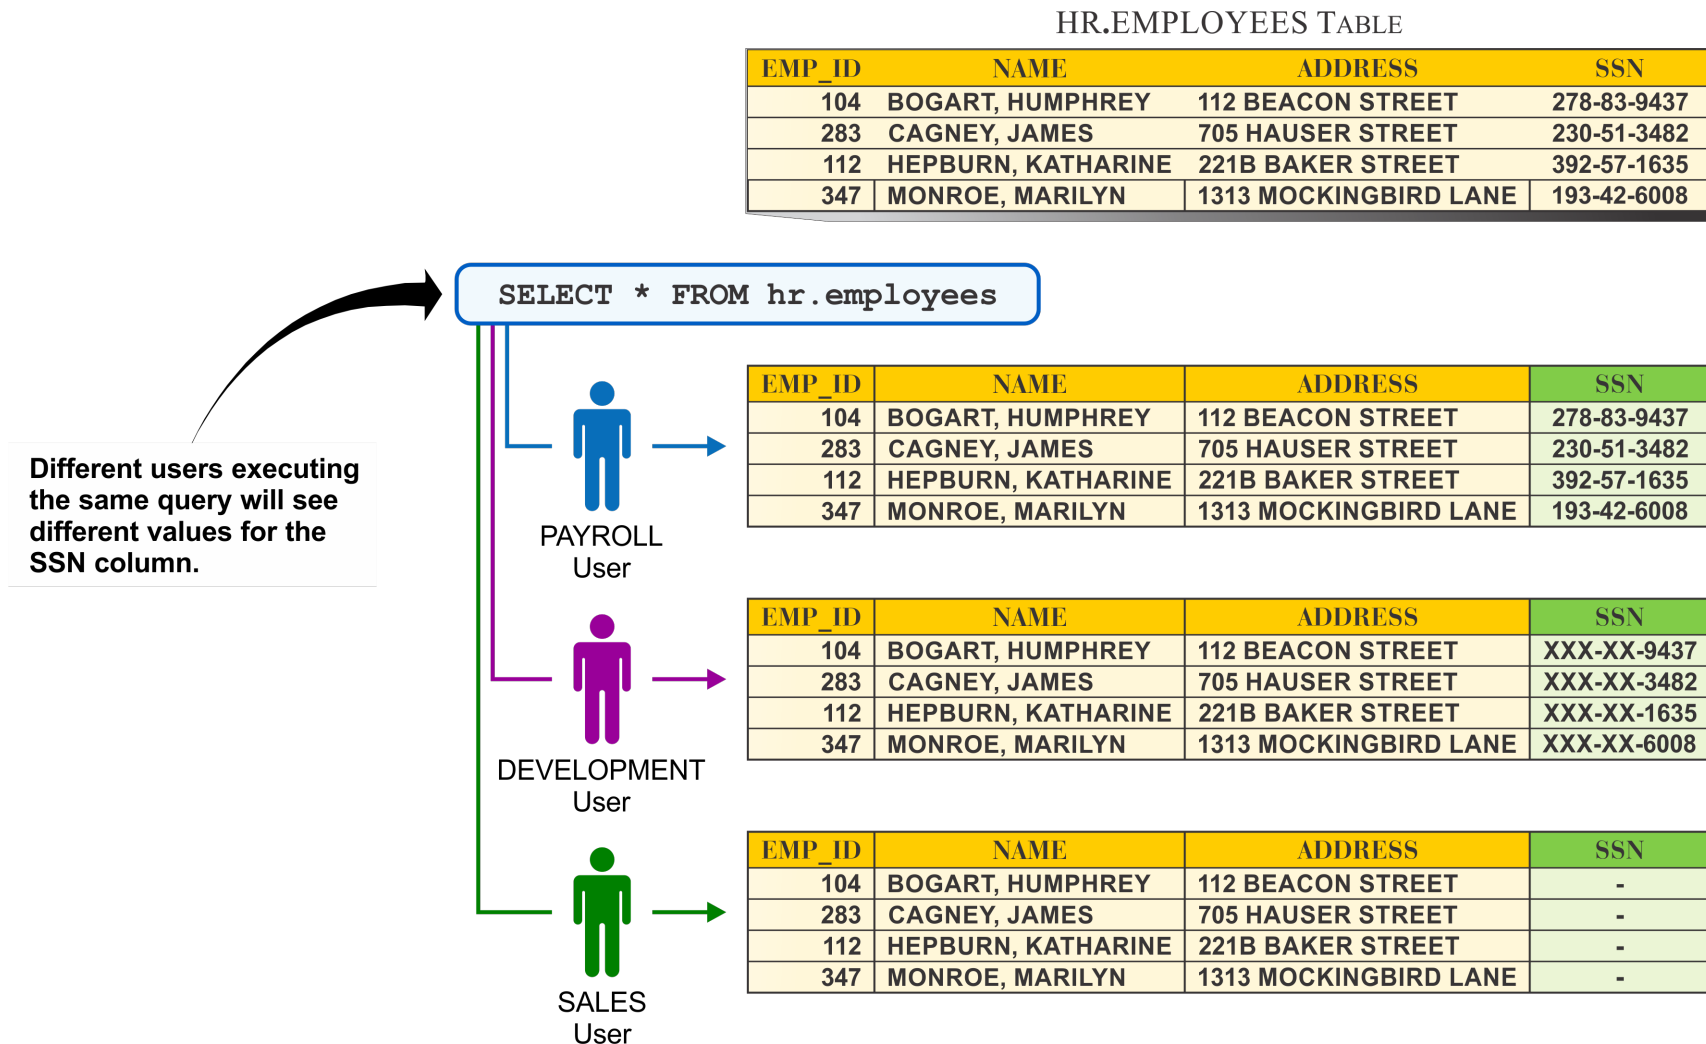 HR.EMPLOYEES TABLE
EMP_ID NAME ADDRESS SSN
104 BOGART, HUMPHREY 112 BEACON STREET 278-83-9437
283 CAGNEY, JAMES 705 HAUSER STREET 230-51-3482
112 HEPBURN, KATHARINE 221B BAKER STREET 392-57-1635
347 MONROE, MARILYN 1313 MOCKINGBIRD LANE 193-42-6008
SELECT * FROM hr.employees
Different users executing
the same query will see
different values for the
SSN column.
PAYROLL
User
EMP_ID NAME ADDRESS SSN
104 BOGART, HUMPHREY 112 BEACON STREET 278-83-9437
283 CAGNEY, JAMES 705 HAUSER STREET 230-51-3482
112 HEPBURN, KATHARINE 221B BAKER STREET 392-57-1635
347 MONROE, MARILYN 1313 MOCKINGBIRD LANE 193-42-6008
DEVELOPMENT
User
EMP_ID NAME ADDRESS SSN
104 BOGART, HUMPHREY 112 BEACON STREET XXX-XX-9437
283 CAGNEY, JAMES 705 HAUSER STREET XXX-XX-3482
112 HEPBURN, KATHARINE 221B BAKER STREET XXX-XX-1635
347 MONROE, MARILYN 1313 MOCKINGBIRD LANE XXX-XX-6008
SALES
User
EMP_ID NAME ADDRESS SSN
104 BOGART, HUMPHREY 112 BEACON STREET -
283 CAGNEY, JAMES 705 HAUSER STREET -
112 HEPBURN, KATHARINE 221B BAKER STREET -
347 MONROE, MARILYN 1313 MOCKINGBIRD LANE -